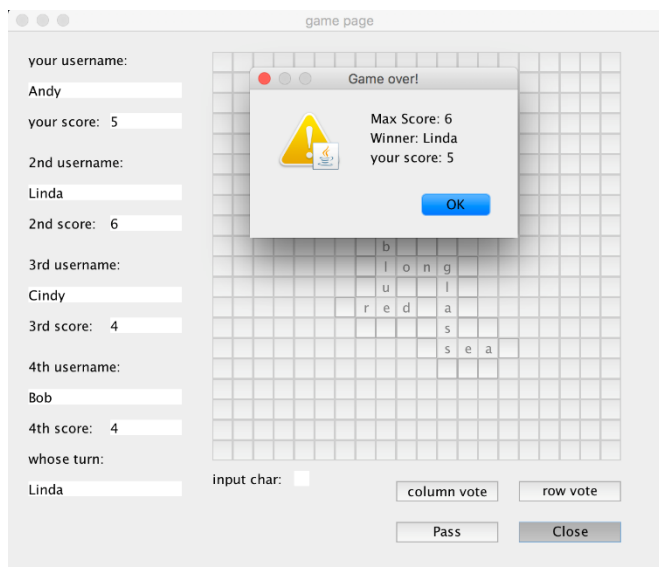 game page
your username:
Andy
your score: 5
2nd username:
Linda
2nd score: 6
3rd username:
Cindy
3rd score: 4
4th username:
Bob
4th score: 4
whose turn:
Linda
Game over!
Max Score: 6
Winner: Linda
your score: 5
OK
b
l o n g
u l
r e d a
s
s e a
input char:
column vote row vote
Pass Close